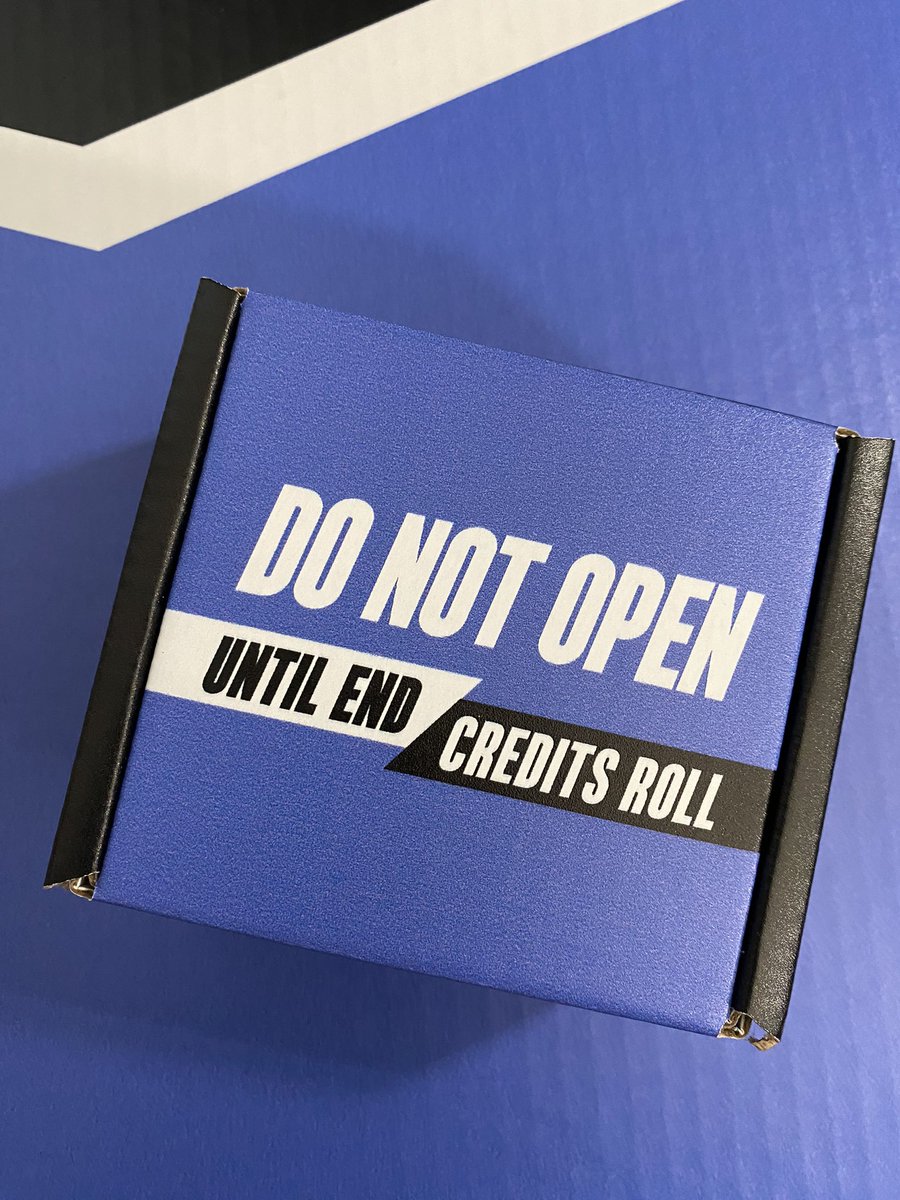 DO NOT OPEN
UNTIL END
CREDITS ROLL